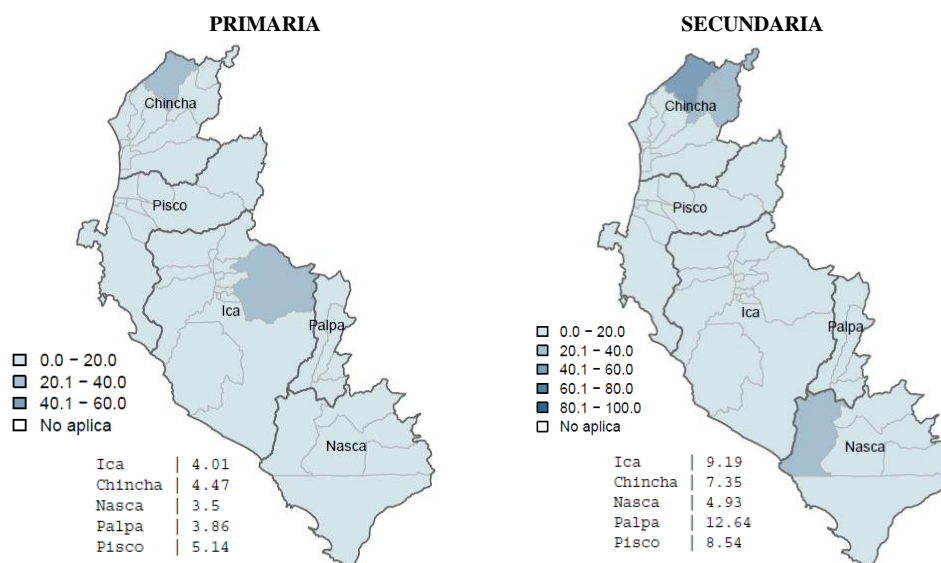 PRIMARIA
Chincha
Pisco
Ica
Palpa
Nasca
0.0 – 20.0
20.1 – 40.0
40.1 – 60.0
No aplica
Ica | 4.01
Chincha | 4.47
Nasca | 3.5
Palpa | 3.86
Pisco | 5.14
SECUNDARIA
Chincha
Pisco
Ica
Palpa
Nasca
0.0 – 20.0
20.1 – 40.0
40.1 – 60.0
60.1 – 80.0
80.1 – 100.0
No aplica
Ica | 9.19
Chincha | 7.35
Nasca | 4.93
Palpa | 12.64
Pisco | 8.54